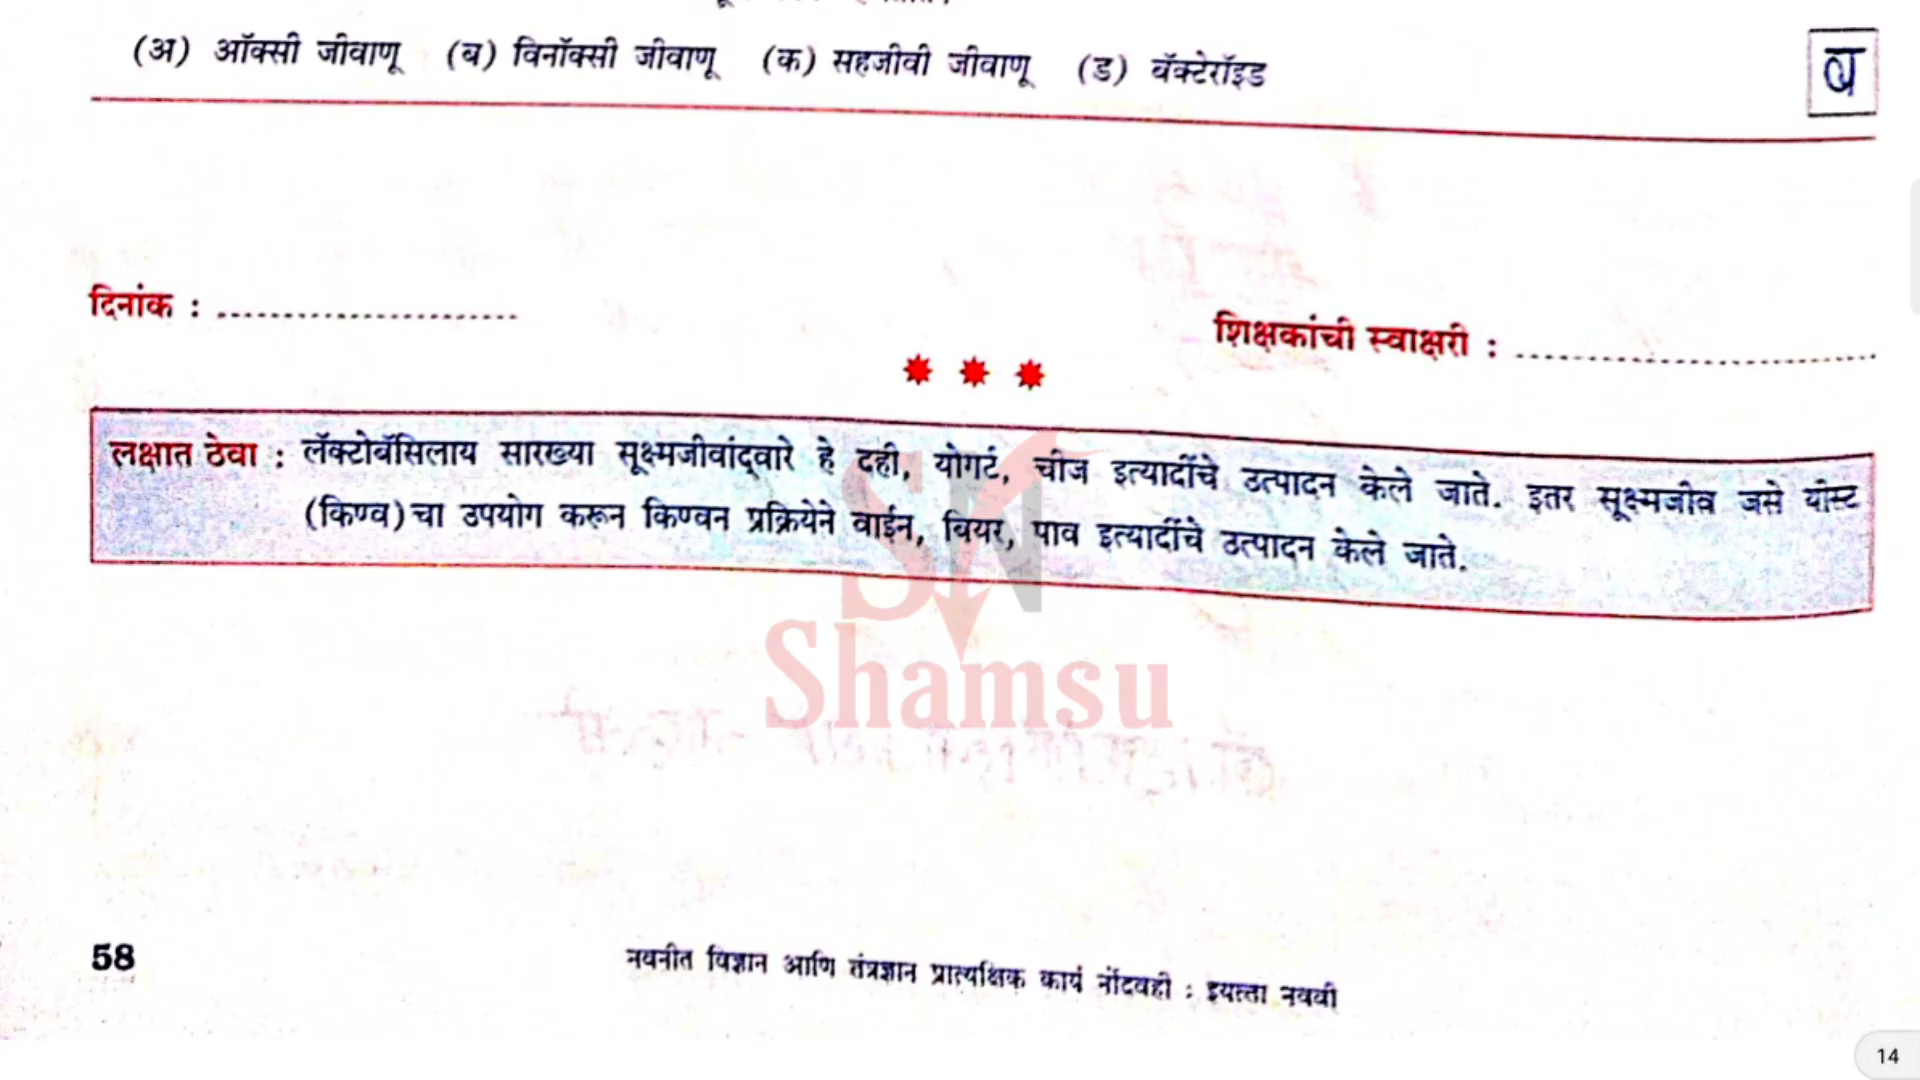 (अ) ऑक्सी जीवाणू (ब) विनॉक्सी जीवाणू (क) सहजीवी जीवाणू (ड) बॅक्टेरॉइड
ब
दिनांक : ........................
शिक्षकांची स्वाक्षरी : ..............................
लक्षात ठेवा : लॅक्टोबॅसिलाय सारख्या सूक्ष्मजीवांद्वारे हे दही, योगर्ट, चीज इत्यादींचे उत्पादन केले जाते. इतर सूक्ष्मजीव जसे यीस्ट
(किण्व)चा उपयोग करून किण्वन प्रक्रियेने वाईन, बियर, पाव इत्यादींचे उत्पादन केले जाते.
SN
Shamsu
58
नवनीत विज्ञान आणि तंत्रज्ञान प्रात्यक्षिक कार्य नोंदवही : इयत्ता नववी
14